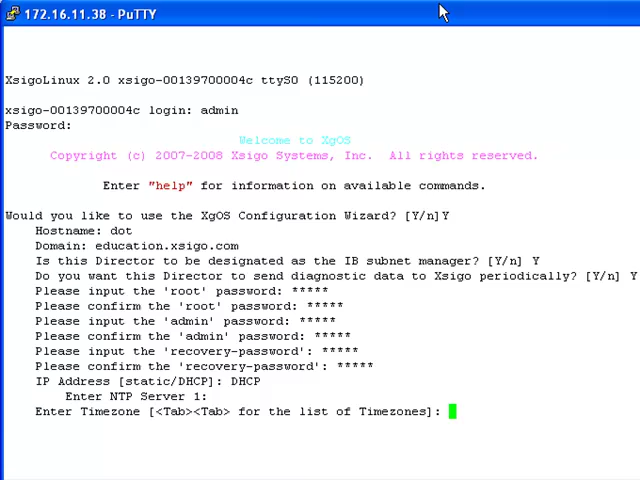 172.16.11.38 - PuTTY
XsigoLinux 2.0 xsigo-00139700004c ttyS0 (115200)
xsigo-00139700004c login: admin
Password:
Welcome to XgOS
Copyright (c) 2007-2008 Xsigo Systems, Inc.  All rights reserved.
Enter "help" for information on available commands.
Would you like to use the XgOS Configuration Wizard? [Y/n]Y
Hostname: dot
Domain: education.xsigo.com
Is this Director to be designated as the IB subnet manager? [Y/n] Y
Do you want this Director to send diagnostic data to Xsigo periodically? [Y/n] Y
Please input the 'root' password: *****
Please confirm the 'root' password: *****
Please input the 'admin' password: *****
Please confirm the 'admin' password: *****
Please input the 'recovery-password': *****
Please confirm the 'recovery-password': *****
IP Address [static/DHCP]: DHCP
Enter NTP Server 1:
Enter Timezone [<Tab><Tab> for the list of Timezones]: